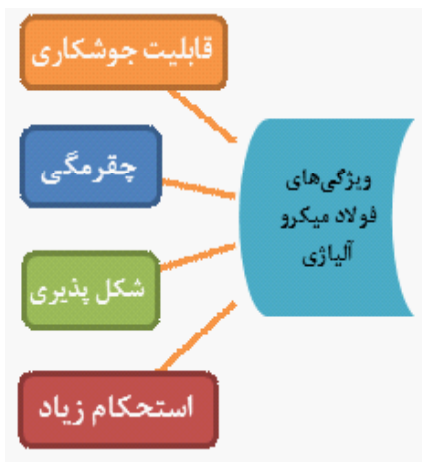 قابلیت جوشکاری
چقرمگی
ویژگی‌های
فولاد میکرو
آلیاژی
شکل پذیری
استحکام زیاد